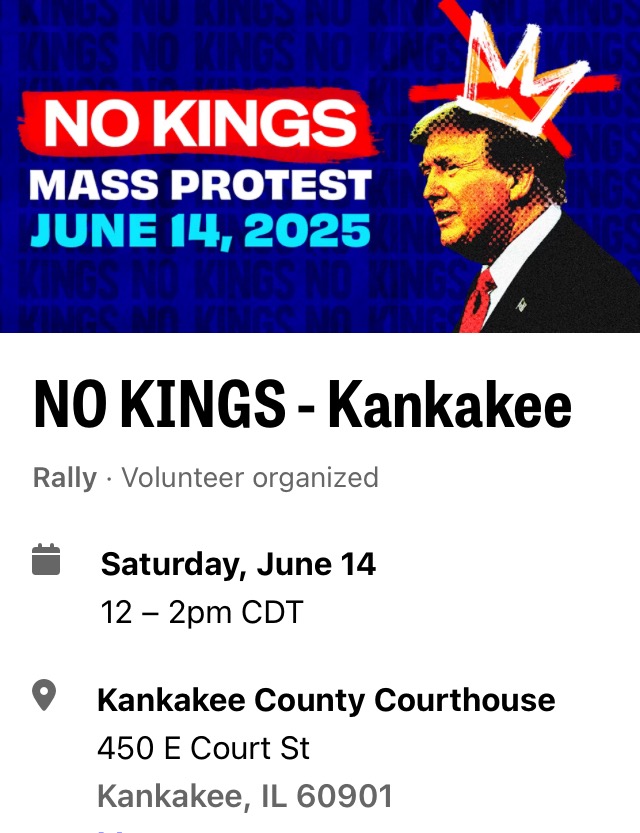 NO KINGS
MASS PROTEST
JUNE 14, 2025
NO KINGS - Kankakee
Rally · Volunteer organized
Saturday, June 14
12 – 2pm CDT
Kankakee County Courthouse
450 E Court St
Kankakee, IL 60901